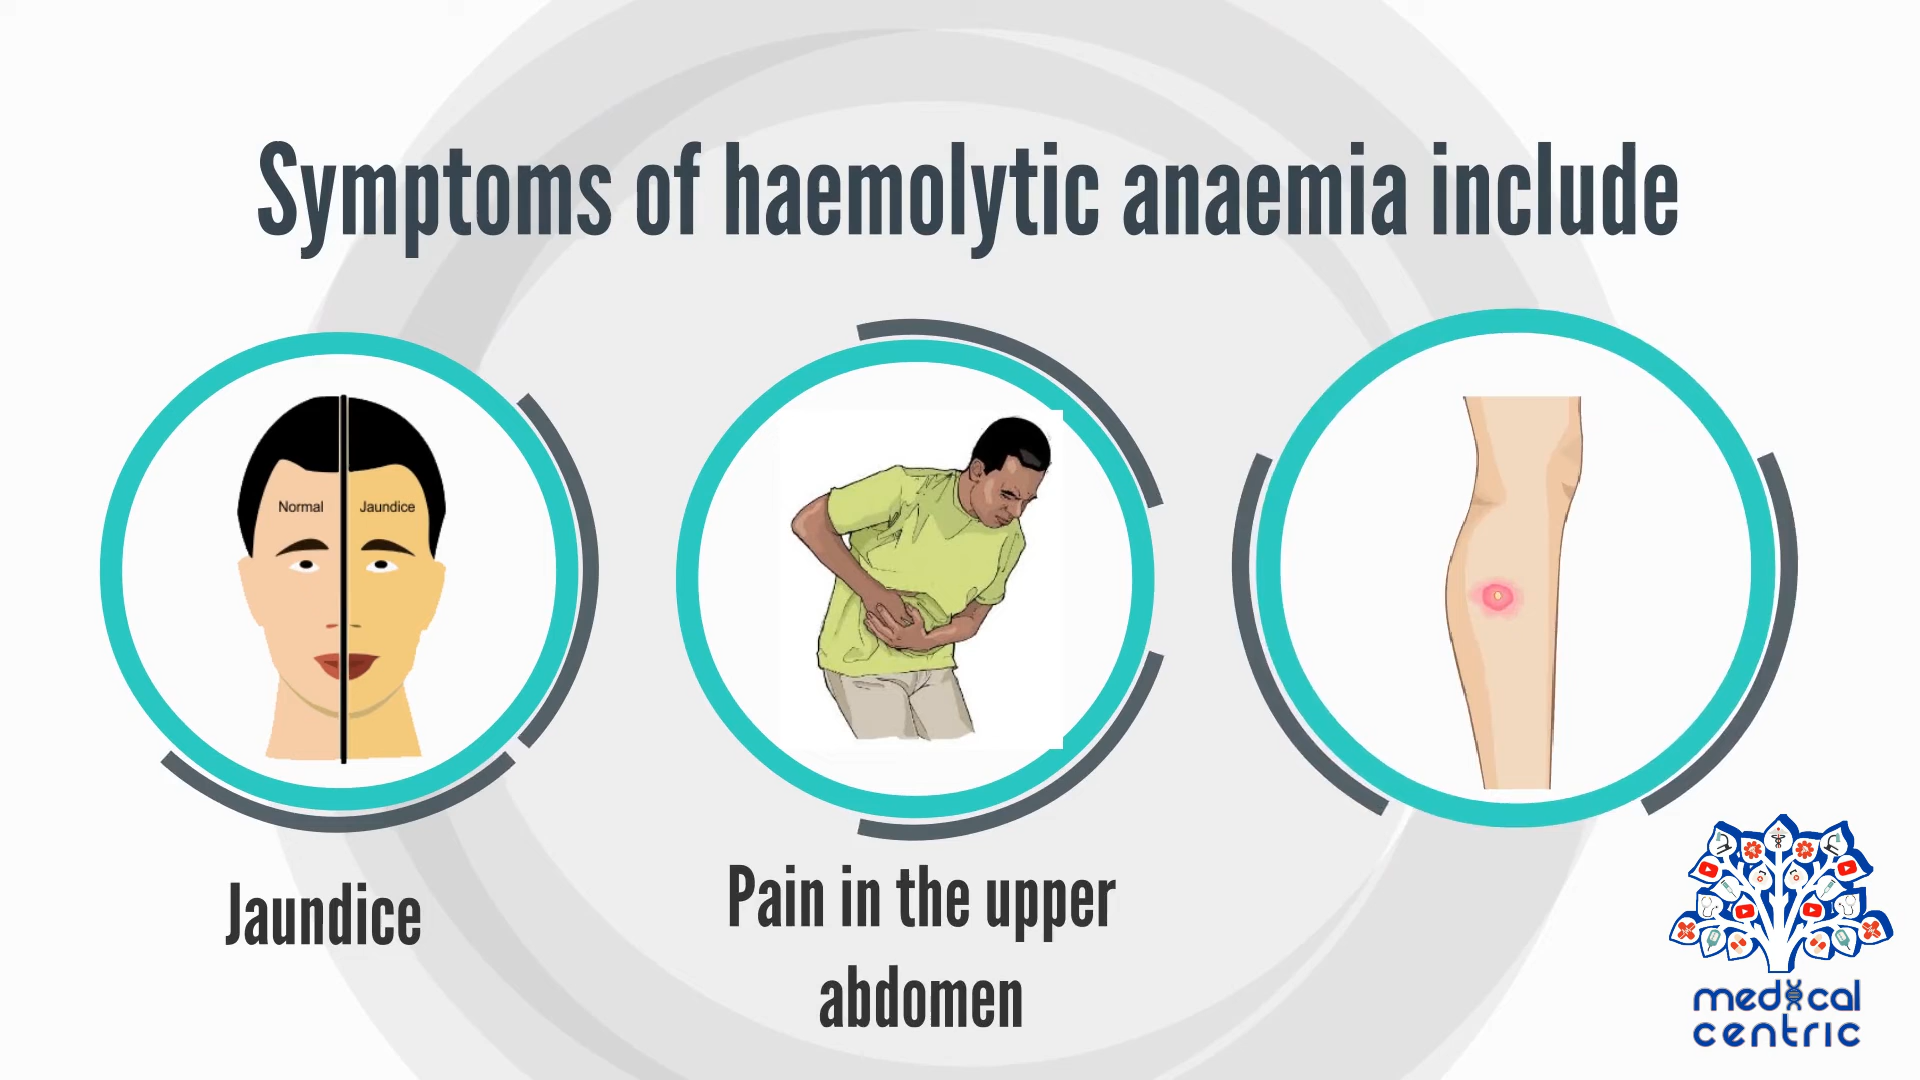 Symptoms of haemolytic anaemia include
Normal
Jaundice
Jaundice
Pain in the upper
abdomen
medical
centric